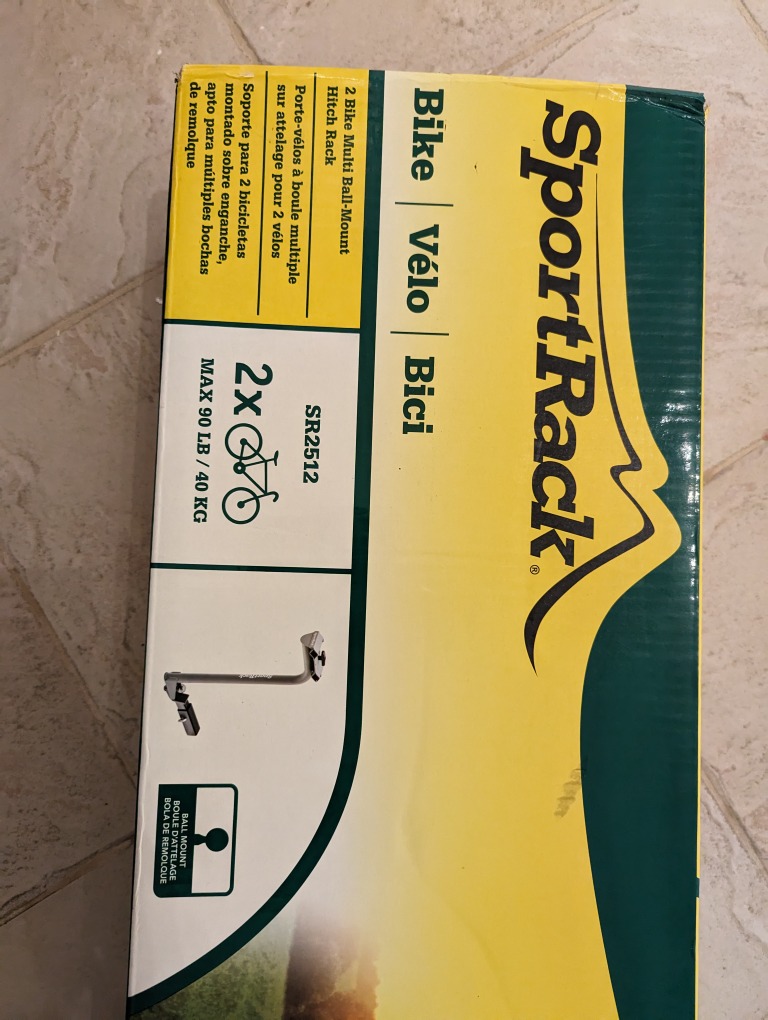 SportRack®
Bike | Vélo | Bici
2 Bike Multi Ball-Mount
Hitch Rack
Porte-vélos à boule multiple
sur attelage pour 2 vélos
Soporte para 2 bicicletas
montado sobre enganche,
apto para múltiples bochas
de remolque
SR2512
2x
MAX 90 LB / 40 KG
SportRack
BALL MOUNT
BOULE D'ATTELAGE
BOLA DE REMOLQUE